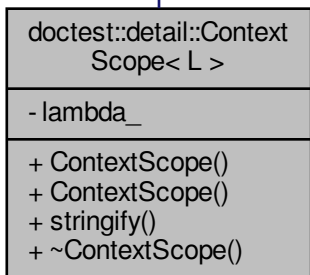 doctest::detail::Context
Scope< L >
- lambda_
+ ContextScope()
+ ContextScope()
+ stringify()
+ ~ContextScope()